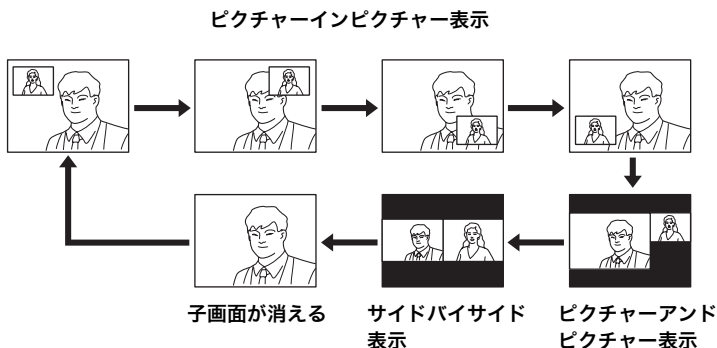 ピクチャーインピクチャー表示
子画面が消える
サイドバイサイド
表示
ピクチャーアンド
ピクチャー表示